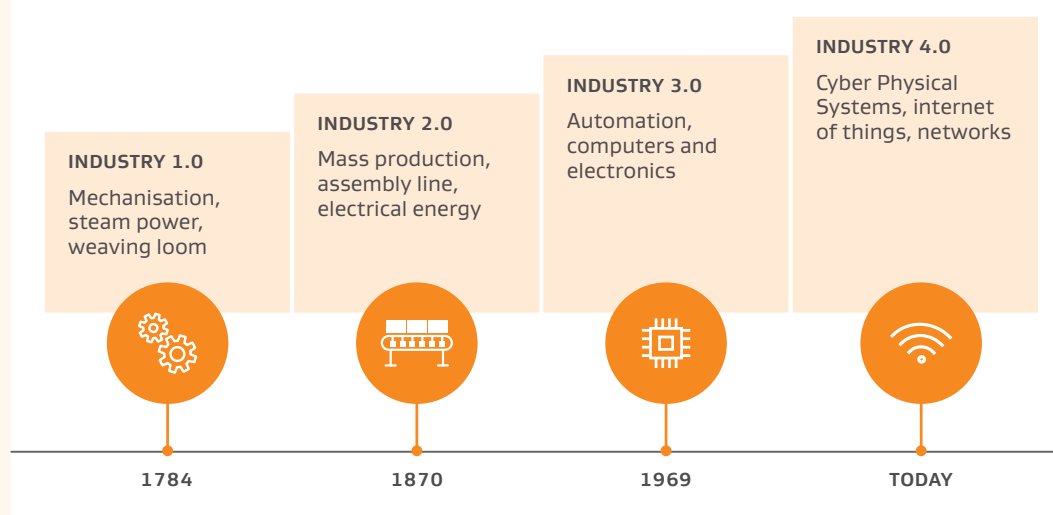 INDUSTRY 1.0
Mechanisation,
steam power,
weaving loom
INDUSTRY 2.0
Mass production,
assembly line,
electrical energy
INDUSTRY 3.0
Automation,
computers and
electronics
INDUSTRY 4.0
Cyber Physical
Systems, internet
of things, networks
1784
1870
1969
TODAY